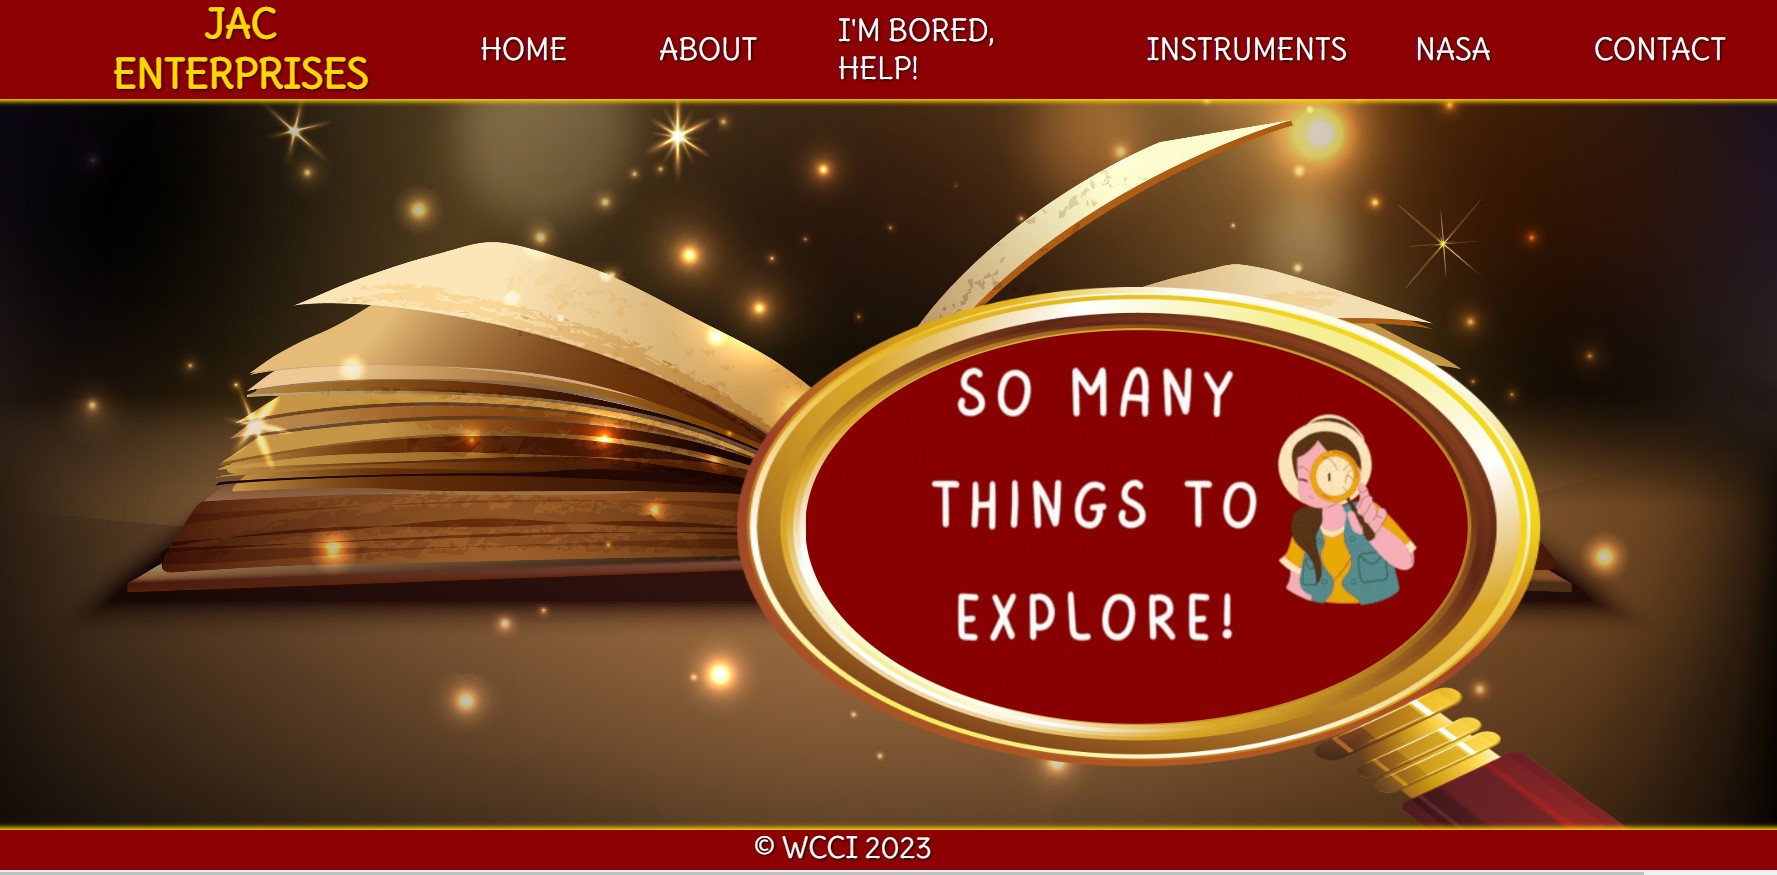 JAC
ENTERPRISES
HOME
ABOUT
I'M BORED,
HELP!
INSTRUMENTS
NASA
CONTACT
SO MANY
THINGS TO
EXPLORE!
© WCCI 2023